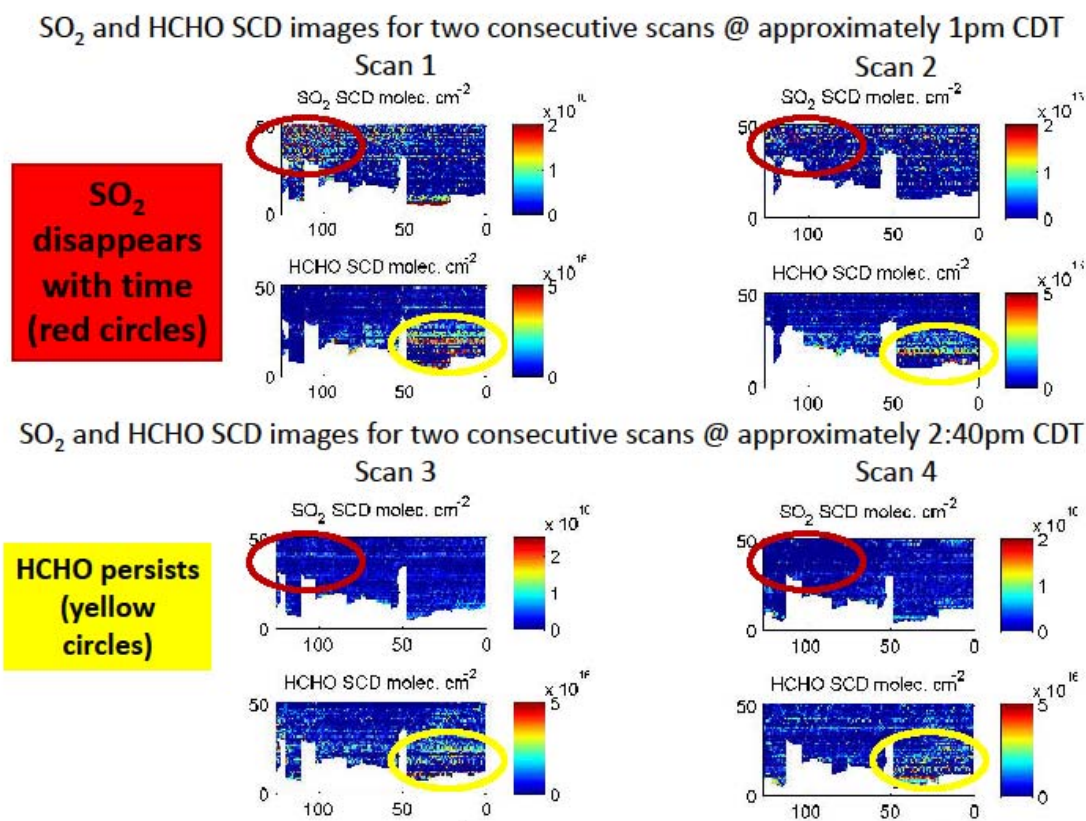 SO₂ and HCHO SCD images for two consecutive scans @ approximately 1pm CDT
Scan 1
Scan 2
SO₂
disappears
with time
(red circles)
SO₂ SCD molec. cm⁻²
50
0
100
50
0
2
1
0
SO₂ SCD molec. cm⁻²
50
0
100
50
0
2
1
0
HCHO SCD molec. cm⁻²
50
0
100
50
0
5
0
HCHO SCD molec. cm⁻²
50
0
100
50
0
5
0
SO₂ and HCHO SCD images for two consecutive scans @ approximately 2:40pm CDT
Scan 3
Scan 4
HCHO persists
(yellow
circles)
SO₂ SCD molec. cm⁻²
50
0
100
50
0
2
1
0
SO₂ SCD molec. cm⁻²
50
0
100
50
0
2
1
0
HCHO SCD molec. cm⁻²
50
0
100
50
0
5
0
HCHO SCD molec. cm⁻²
50
0
100
50
0
5
0